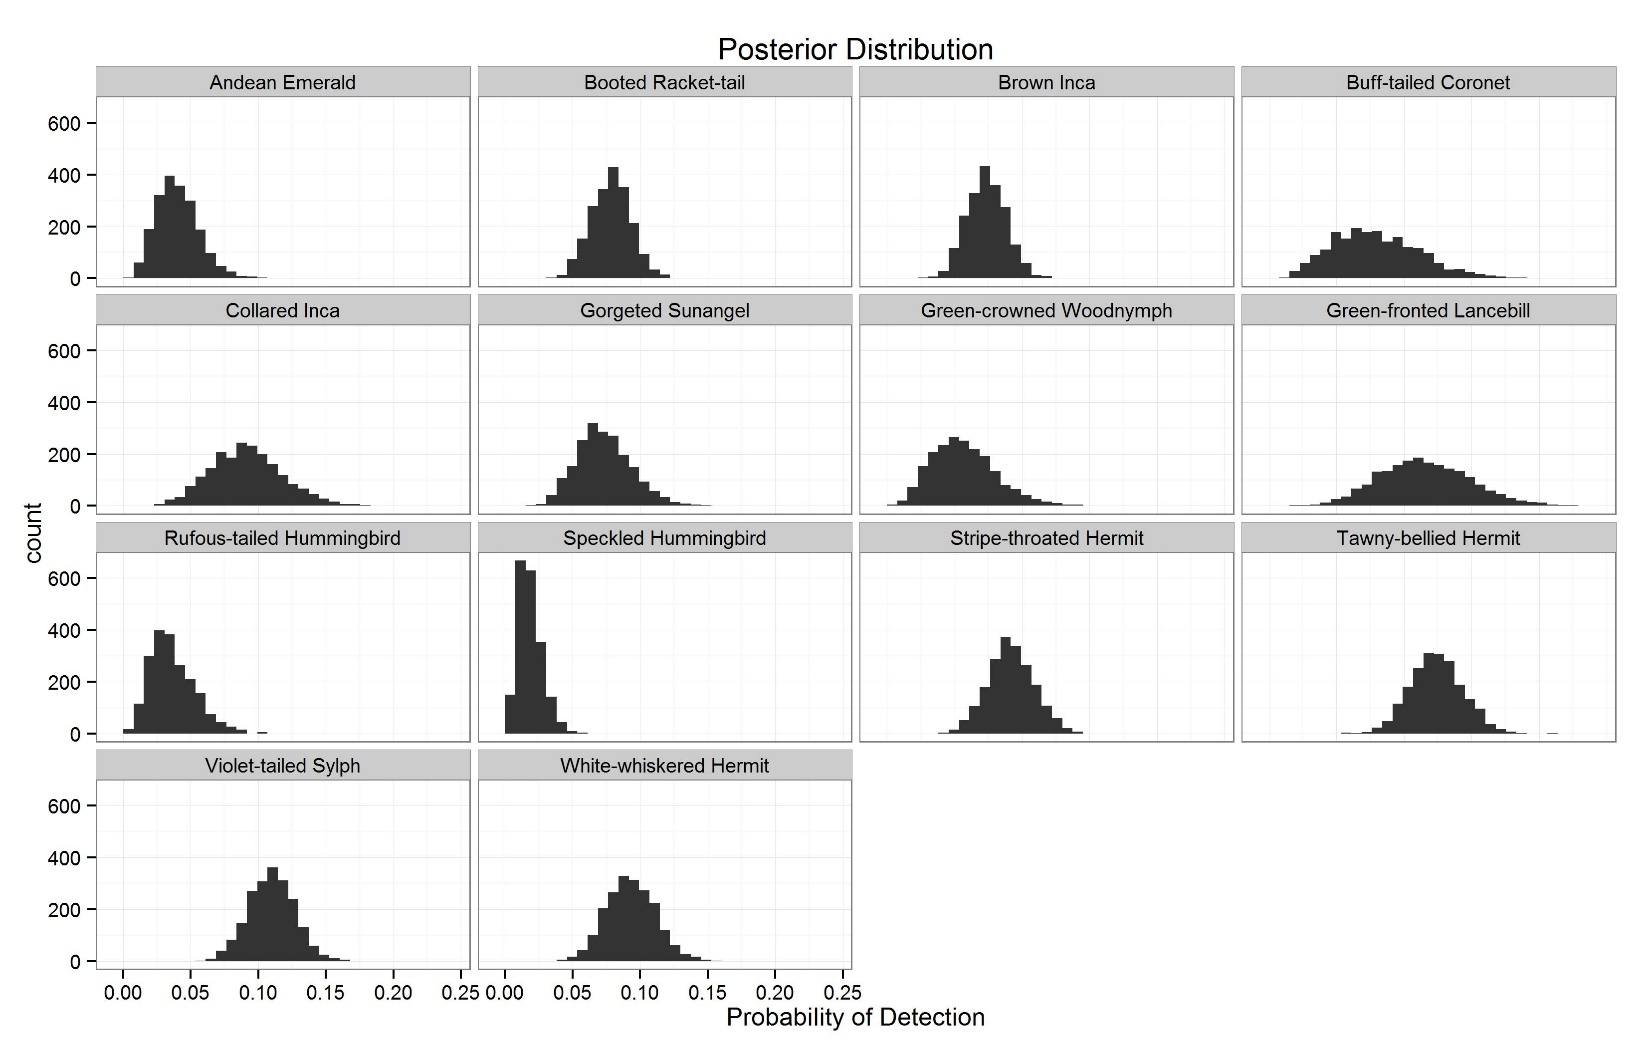 Posterior Distribution
Andean Emerald Booted Racket-tail Brown Inca Buff-tailed Coronet
600
400
200
0
Collared Inca Gorgeted Sunangel Green-crowned Woodnymph Green-fronted Lancebill
600
400
200
0
count
Rufous-tailed Hummingbird Speckled Hummingbird Stripe-throated Hermit Tawny-bellied Hermit
600
400
200
0
Violet-tailed Sylph White-whiskered Hermit
600
400
200
0
0.00 0.05 0.10 0.15 0.20 0.25 0.00 0.05 0.10 0.15 0.20 0.25
Probability of Detection